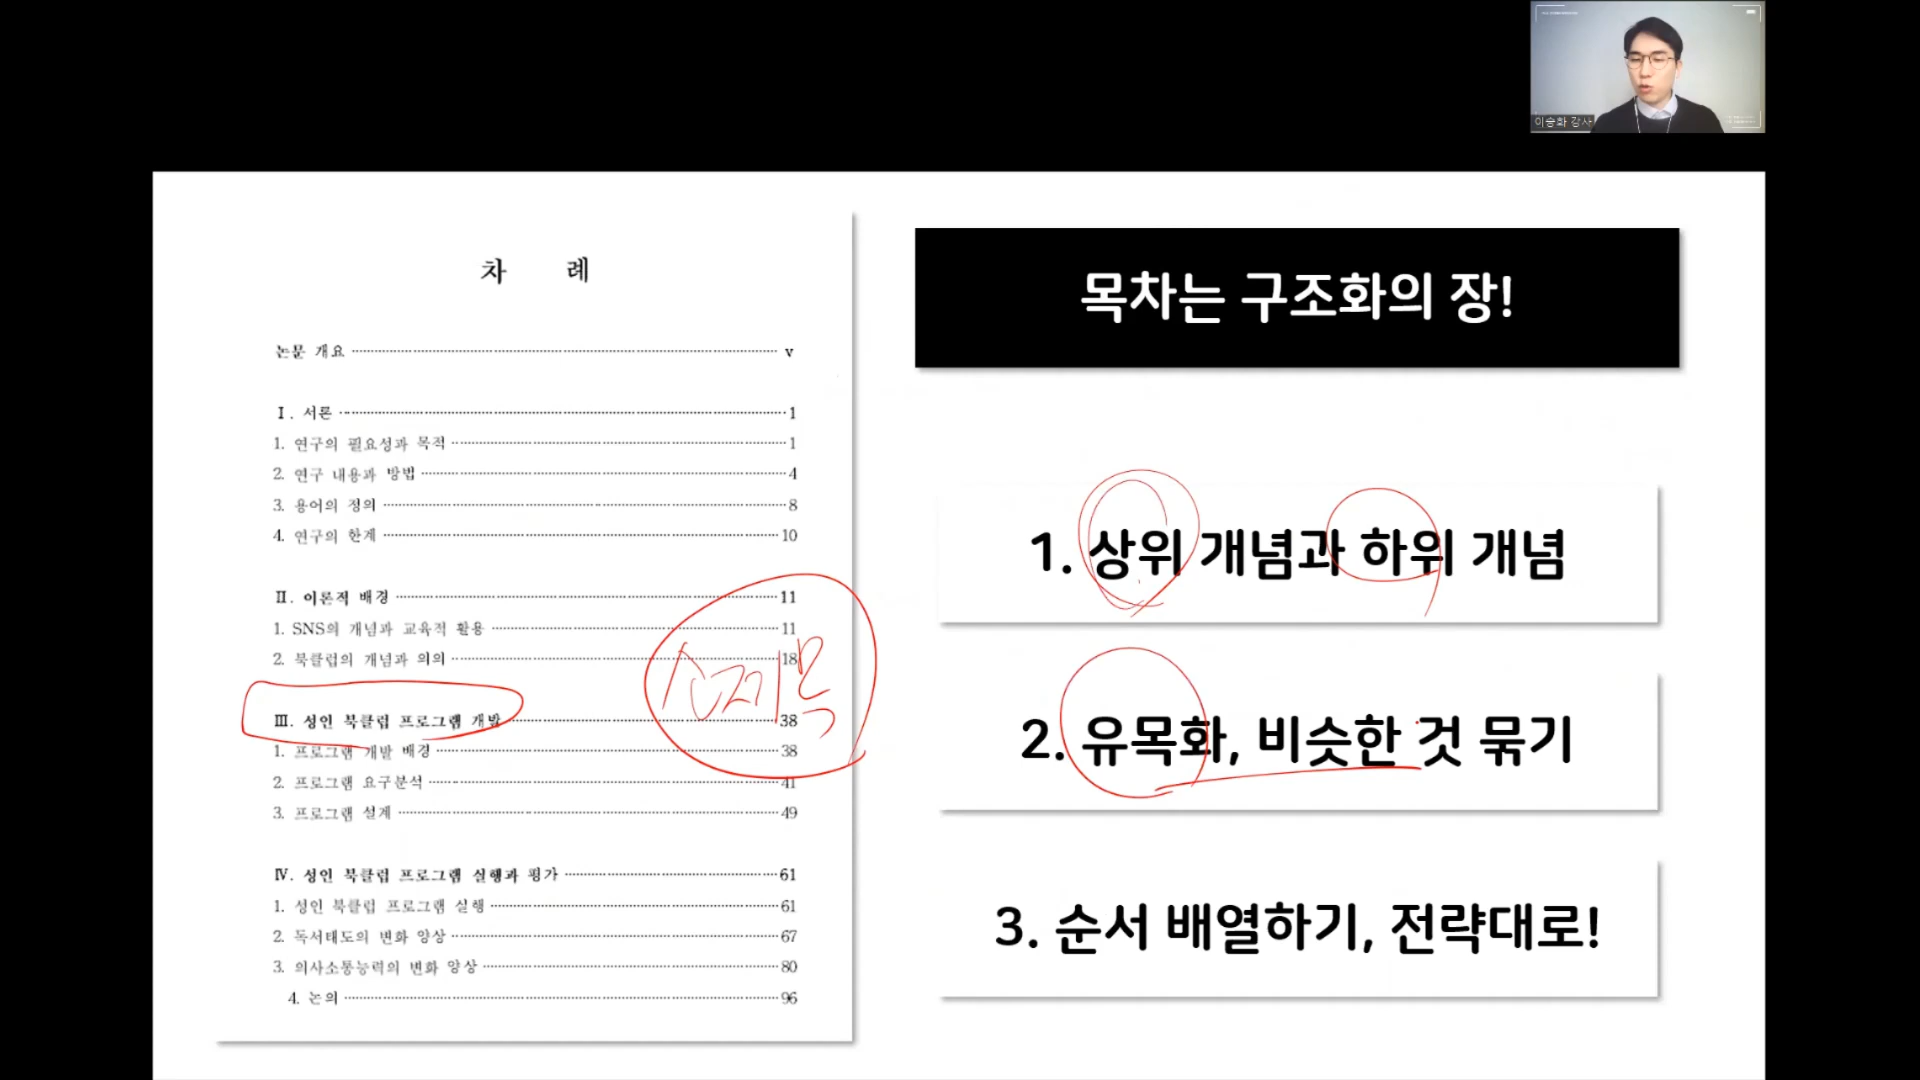 이승화 강사
차 례
논문 개요 v
Ⅰ. 서론 1
1. 연구의 필요성과 목적 1
2. 연구 내용과 방법 4
3. 용어의 정의 8
4. 연구의 한계 10
Ⅱ. 이론적 배경 11
1. SNS의 개념과 교육적 활용 11
2. 북클럽의 개념과 의의 18
Ⅲ. 성인 북클럽 프로그램 개발 38
1. 프로그램 개발 배경 38
2. 프로그램 요구분석 41
3. 프로그램 설계 49
Ⅳ. 성인 북클럽 프로그램 실행과 평가 61
1. 성인 북클럽 프로그램 실행 61
2. 독서태도의 변화 양상 67
3. 의사소통능력의 변화 양상 80
4. 논의 96
소제목
목차는 구조화의 장!
1. 상위 개념과 하위 개념
2. 유목화, 비슷한 것 묶기
3. 순서 배열하기, 전략대로!